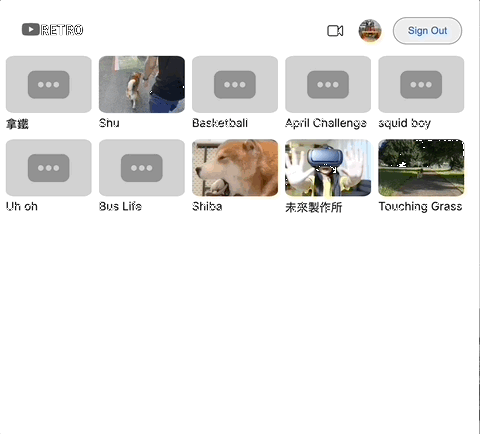 RETRO
Sign Out
拿鐵
Shu
Basketball
April Challenge
squid boy
Uh oh
Bus Life
Shiba
未來製作所
Touching Grass